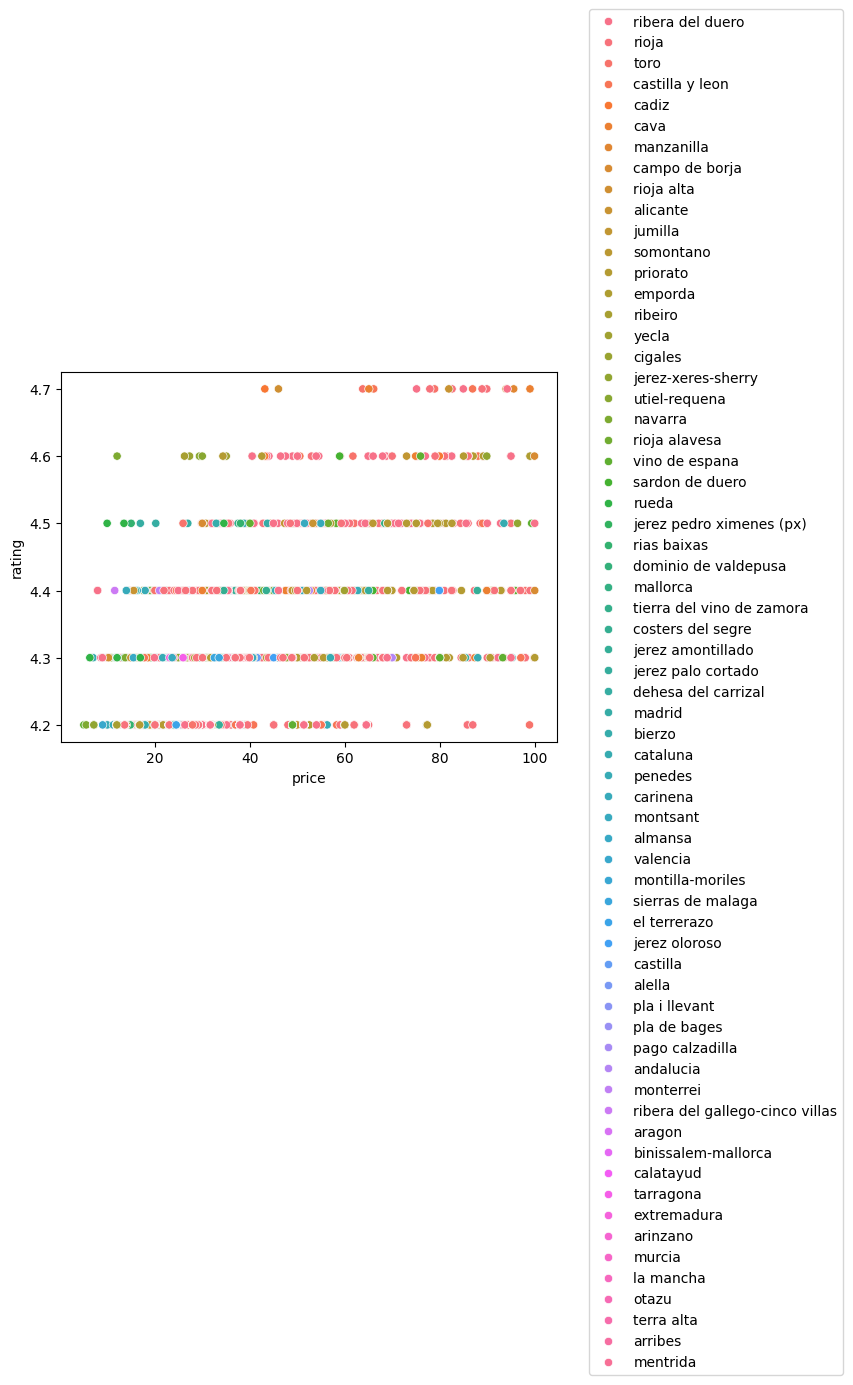 ribera del duero
rioja
toro
castilla y leon
cadiz
cava
manzanilla
campo de borja
rioja alta
alicante
jumilla
somontano
priorato
emporda
ribeiro
yecla
cigales
jerez-xeres-sherry
utiel-requena
navarra
rioja alavesa
vino de espana
sardon de duero
rueda
jerez pedro ximenes (px)
rias baixas
dominio de valdepusa
mallorca
tierra del vino de zamora
costers del segre
jerez amontillado
jerez palo cortado
dehesa del carrizal
madrid
bierzo
cataluna
penedes
carinena
montsant
almansa
valencia
montilla-moriles
sierras de malaga
el terrerazo
jerez oloroso
castilla
alella
pla i llevant
pla de bages
pago calzadilla
andalucia
monterrei
ribera del gallego-cinco villas
aragon
binissalem-mallorca
calatayud
tarragona
extremadura
arinzano
murcia
la mancha
otazu
terra alta
arribes
mentrida
4.7
4.6
4.5
4.4
4.3
4.2
rating
20 40 60 80 100
price